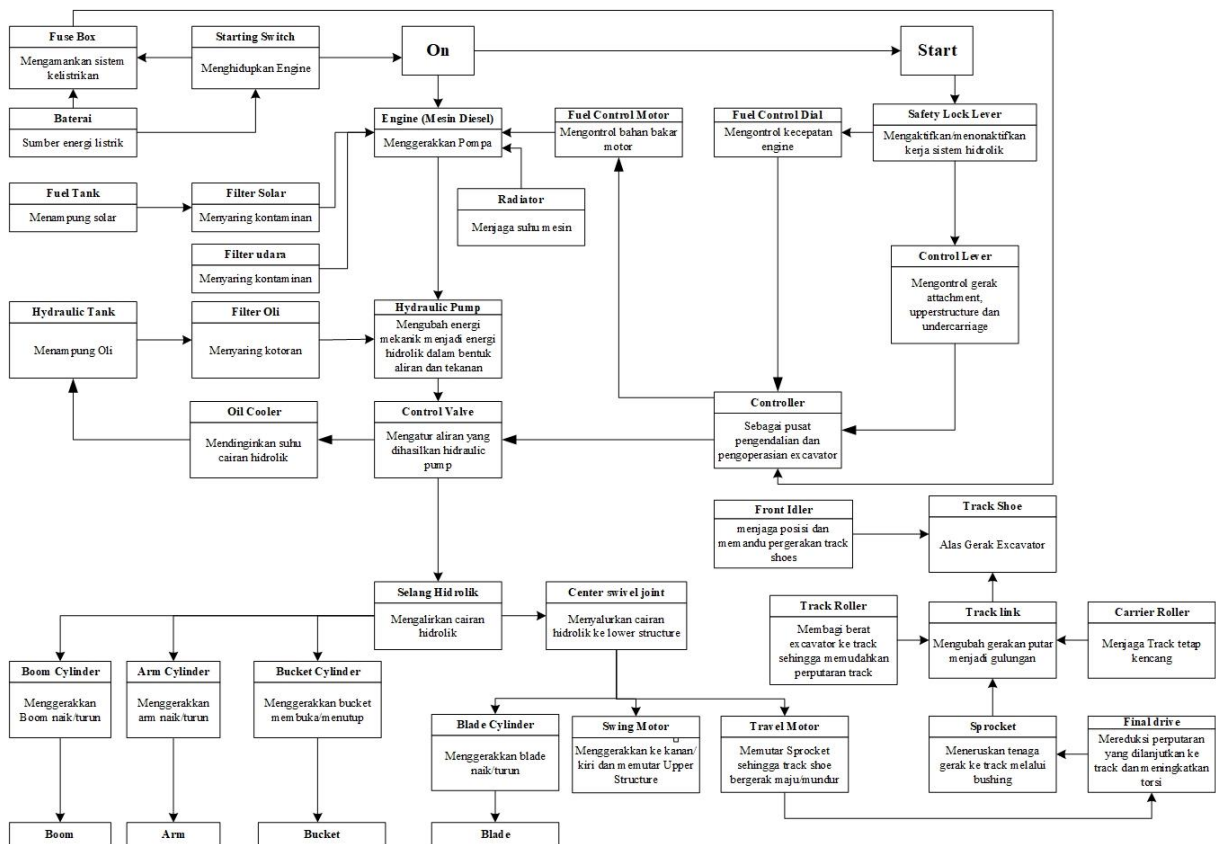 Fuse Box
Mengamankan sistem
kelistrikan
Starting Switch
Menghidupkan Engine
On
Start
Baterai
Sumber energi listrik
Engine (Mesin Diesel)
Menggerakkan Pompa
Fuel Control Motor
Mengontrol bahan bakar
motor
Fuel Control Dial
Mengontrol kecepatan
engine
Safety Lock Lever
Mengaktifkan/menonaktifkan
kerja sistem hidrolik
Fuel Tank
Menampung solar
Filter Solar
Menyaring kontaminan
Radiator
Menjaga suhu mesin
Filter udara
Menyaring kontaminan
Control Lever
Mengontrol gerak
attachment,
upperstructure dan
undercarriage
Hydraulic Tank
Menampung Oli
Filter Oli
Menyaring kotoran
Hydraulic Pump
Mengubah energi
mekanik menjadi energi
hidrolik dalam bentuk
aliran dan tekanan
Oil Cooler
Mendinginkan suhu
cairan hidrolik
Control Valve
Mengatur aliran yang
dihasilkan hidraulic
pump
Controller
Sebagai pusat
pengendalian dan
pengoperasian excavator
Front Idler
menjaga posisi dan
memandu pergerakan track
shoes
Track Shoe
Alas Gerak Excavator
Selang Hidrolik
Mengalirkan cairan
hidrolik
Center swivel joint
Menyalurkan cairan
hidrolik ke lower structure
Track Roller
Membagi berat
excavator ke track
sehingga memudahkan
perputaran track
Track link
Mengubah gerakan putar
menjadi gulungan
Carrier Roller
Menjaga Track tetap
kencang
Boom Cylinder
Menggerakkan
Boom naik/turun
Arm Cylinder
Menggerakkan
arm naik/turun
Bucket Cylinder
Menggerakkan bucket
membuka/menutup
Blade Cylinder
Menggerakkan blade
naik/turun
Swing Motor
Menggerakkan ke kanan/
kiri dan memutar Upper
Structure
Travel Motor
Memutar Sprocket
sehingga track shoe
bergerak maju/mundur
Sprocket
Meneruskan tenaga
gerak ke track melalui
bushing
Final drive
Mereduksi perputaran
yang dilanjutkan ke
track dan meningkatkan
torsi
Boom
Arm
Bucket
Blade